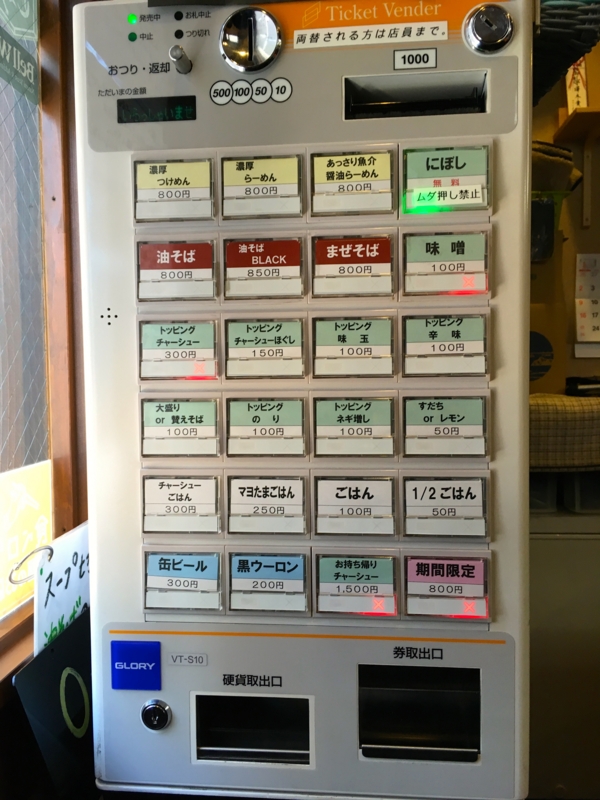 発売中
お札中止
中止
つり切れ
Ticket Vender
両替される方は店員まで。
おつり・返却
ただいまの金額
いらっしゃいませ
500 100 50 10
1000
濃厚
つけめん
800円
濃厚
らーめん
800円
あっさり魚介
醤油らーめん
800円
にぼし
無料
ムダ押し禁止
油そば
800円
油そば
BLACK
850円
まぜそば
800円
味噌
100円
トッピング
チャーシュー
300円
トッピング
チャーシューほぐし
150円
トッピング
味玉
100円
トッピング
辛味
100円
大盛り
or 賛えそば
100円
トッピング
のり
100円
トッピング
ネギ増し
100円
すだち
or レモン
50円
チャーシュー
ごはん
300円
マヨたまごはん
250円
ごはん
100円
1/2 ごはん
50円
缶ビール
300円
黒ウーロン
200円
お持ち帰り
チャーシュー
1,500円
期間限定
800円
GLORY
VT-S10
硬貨取出口
券取出口
スープ